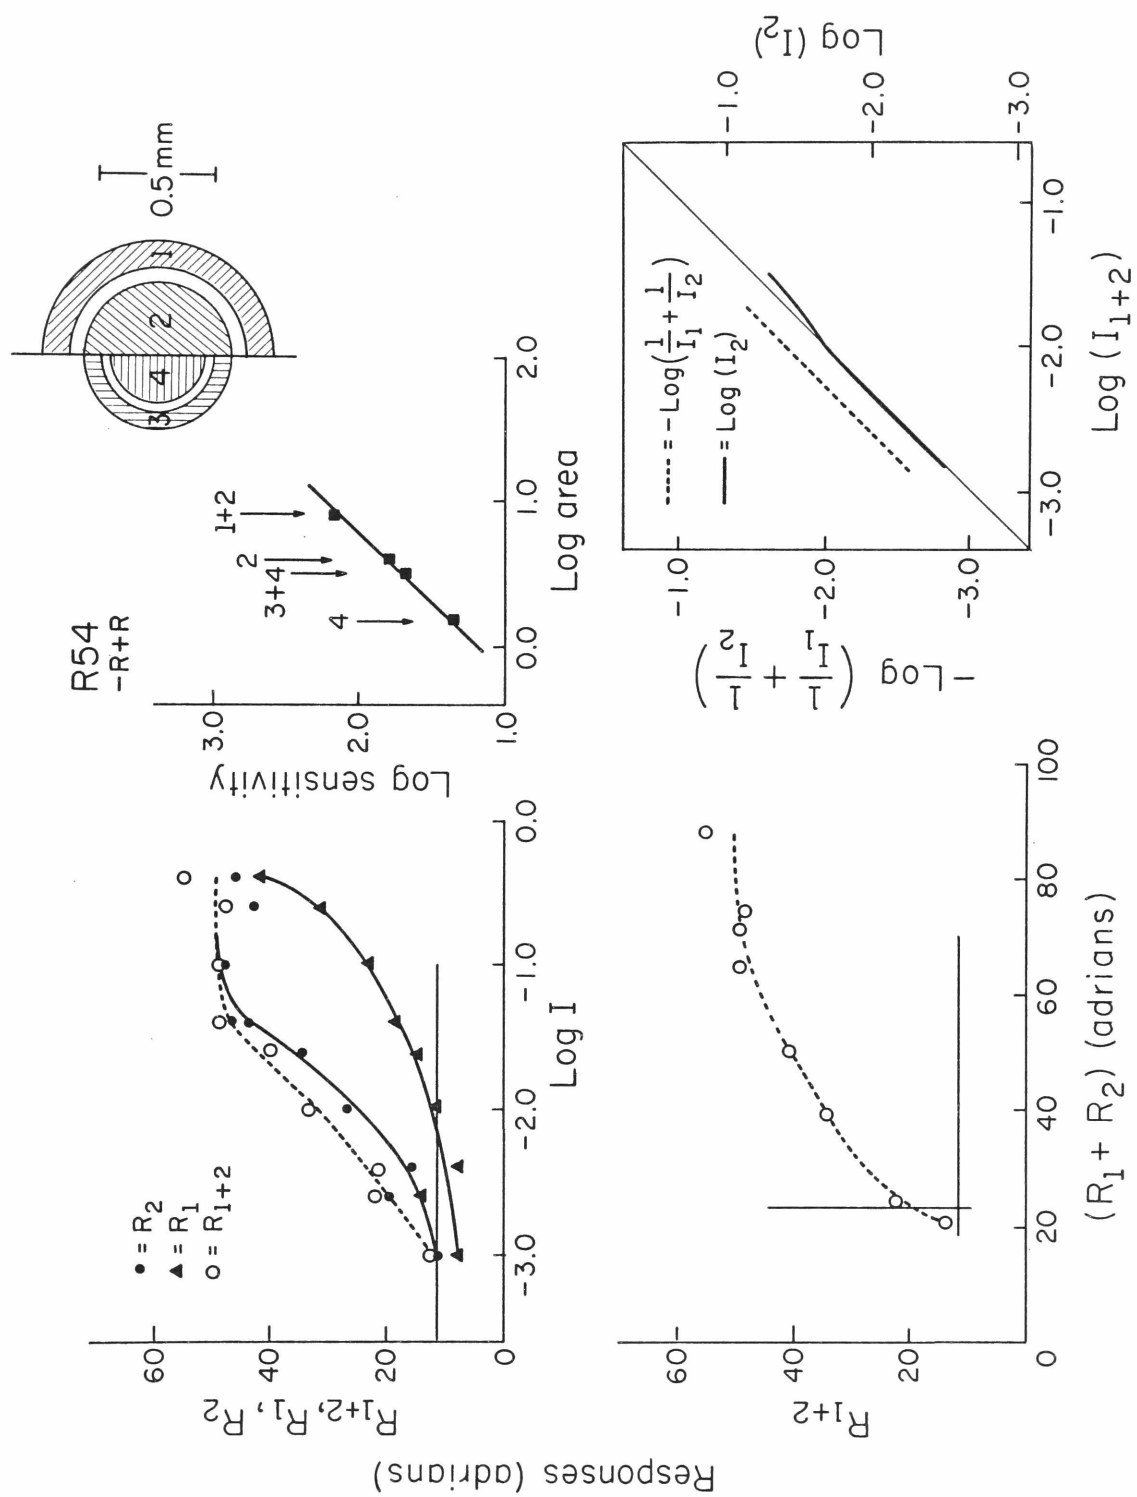 Responses (adrians)
R1+2, R1, R2
60
40
20
0
● = R2
▲ = R1
○ = R1+2
-3.0
-2.0
-1.0
0.0
Log I
R54
-R+R
Log sensitivity
3.0
2.0
1.0
4
3+4
2
1+2
0.0
1.0
2.0
Log area
3
4
2
1
0.5 mm
R1+2
60
40
20
0
20
40
60
80
100
(R1 + R2) (adrians)
-Log (1/I1 + 1/I2)
-1.0
-2.0
-3.0
----- = -Log(1/I1 + 1/I2)
— = Log (I2)
-3.0
-2.0
-1.0
Log (I1+2)
-1.0
-2.0
-3.0
Log (I2)